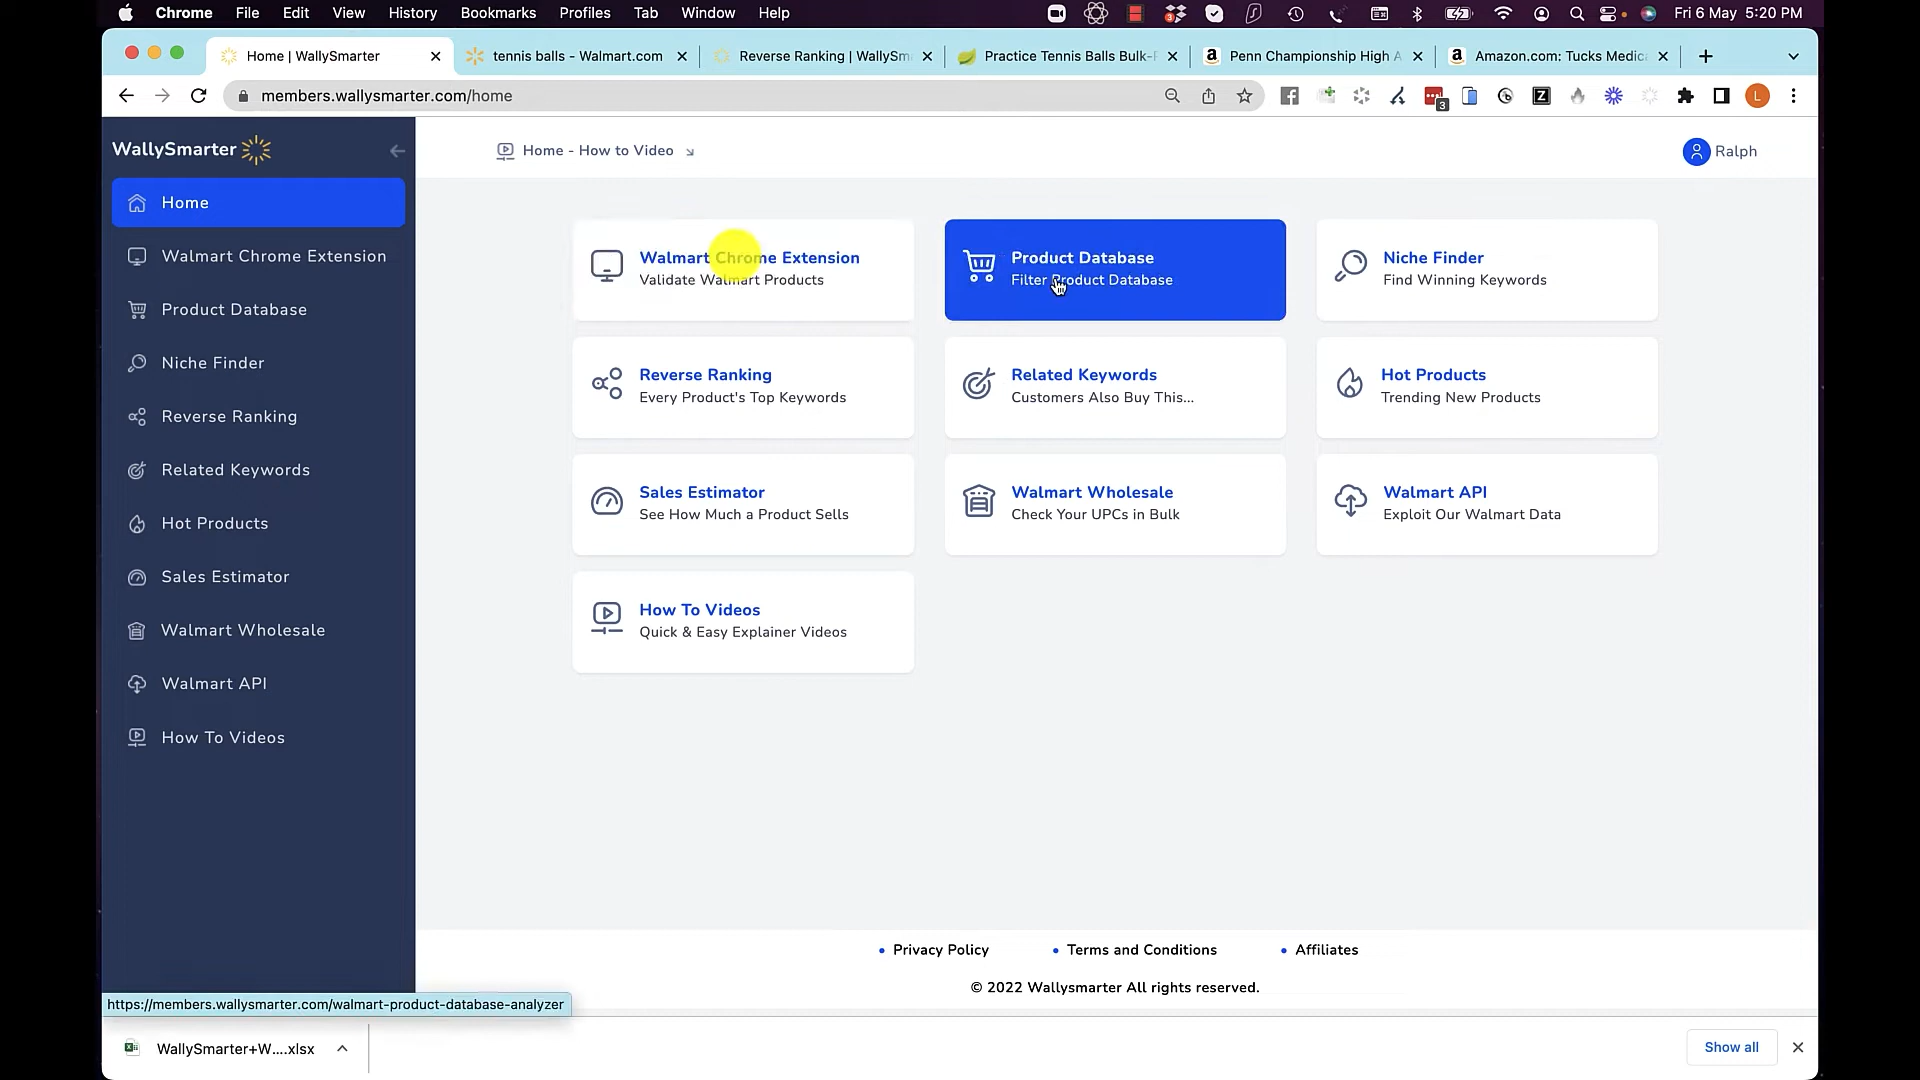 Chrome File Edit View History Bookmarks Profiles Tab Window Help
3
Fri 6 May 5:20 PM
Home | WallySmarter
tennis balls - Walmart.com
Reverse Ranking | WallySm
Practice Tennis Balls Bulk-
Penn Championship High A
Amazon.com: Tucks Medic
members.wallysmarter.com/home
3
L
WallySmarter
Home - How to Video
Ralph
Home
Walmart Chrome Extension
Product Database
Niche Finder
Reverse Ranking
Related Keywords
Hot Products
Sales Estimator
Walmart Wholesale
Walmart API
How To Videos
Walmart Chrome Extension
Validate Walmart Products
Product Database
Filter Product Database
Niche Finder
Find Winning Keywords
Reverse Ranking
Every Product's Top Keywords
Related Keywords
Customers Also Buy This...
Hot Products
Trending New Products
Sales Estimator
See How Much a Product Sells
Walmart Wholesale
Check Your UPCs in Bulk
Walmart API
Exploit Our Walmart Data
How To Videos
Quick & Easy Explainer Videos
• Privacy Policy
• Terms and Conditions
• Affiliates
© 2022 Wallysmarter All rights reserved.
https://members.wallysmarter.com/walmart-product-database-analyzer
WallySmarter+W....xlsx
Show all